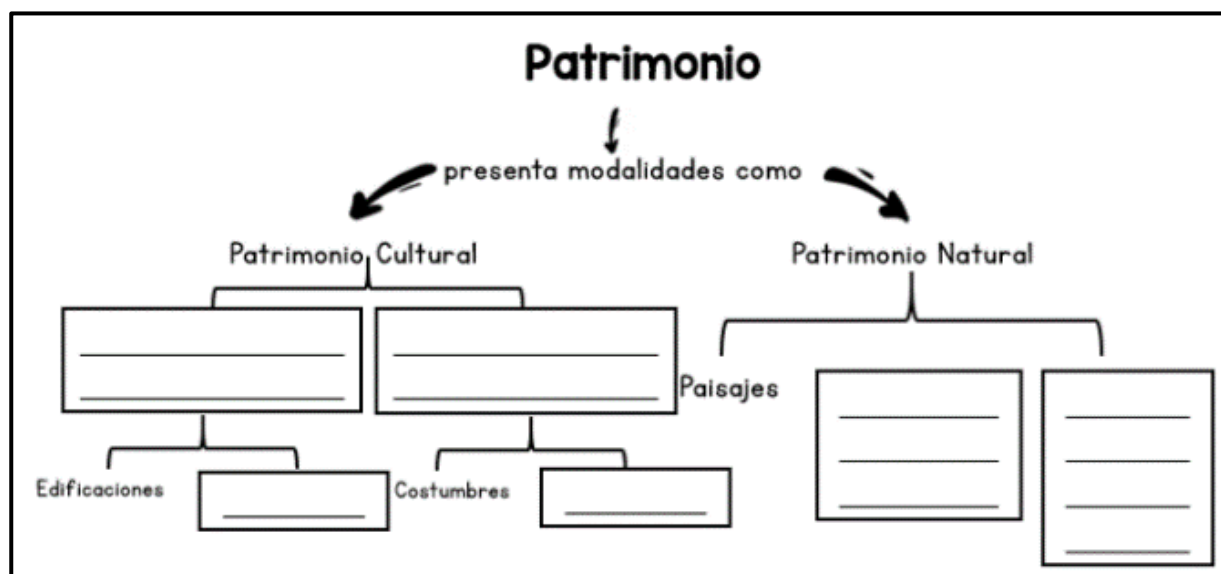 Patrimonio
presenta modalidades como
Patrimonio Cultural
Patrimonio Natural
Paisajes
Edificaciones
Costumbres